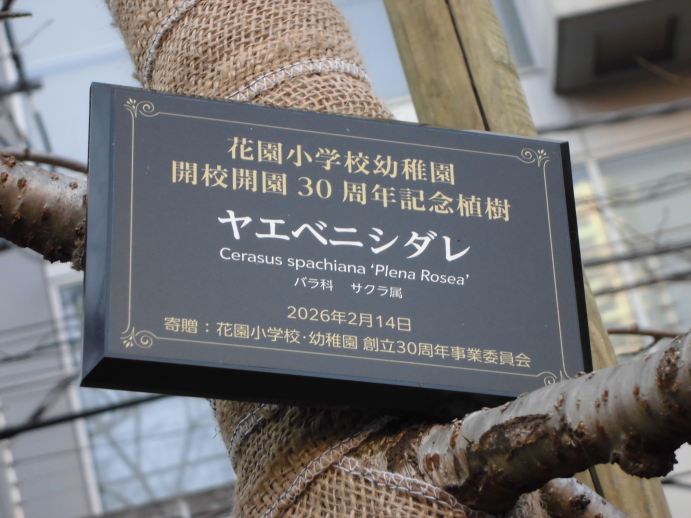 花園小学校幼稚園
開校開園 30 周年記念植樹
ヤエベニシダレ
Cerasus spachiana ‘Plena Rosea’
バラ科　サクラ属
2026年2月14日
寄贈：花園小学校･幼稚園 創立30周年事業委員会